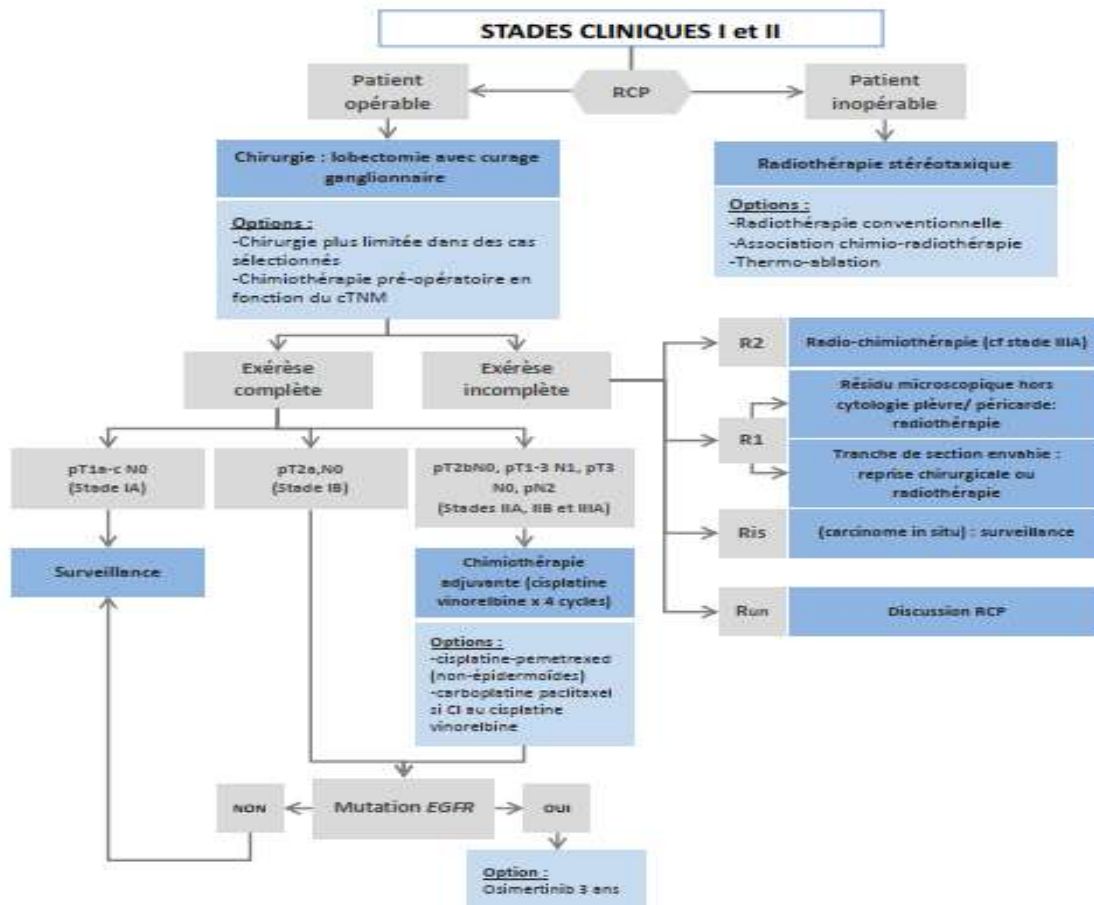 STADES CLINIQUES I et II
Patient
opérable
RCP
Patient
inopérable
Chirurgie : lobectomie avec curage
ganglionnaire
Options :
-Chirurgie plus limitée dans des cas
sélectionnés
-Chimiothérapie pré-opératoire en
fonction du cTNM
Radiothérapie stéréotaxique
Options :
-Radiothérapie conventionnelle
-Association chimio-radiothérapie
-Thermo-ablation
Exérèse
complète
Exérèse
incomplète
R2
Radio-chimiothérapie (cf stade IIIA)
R1
Résidu microscopique hors
cytologie plèvre/ péricarde:
radiothérapie
Tranche de section envahie :
reprise chirurgicale ou
radiothérapie
Ris
(carcinome in situ) : surveillance
Run
Discussion RCP
pT1a-c N0
(Stade IA)
pT2a,N0
(Stade IB)
pT2bN0, pT1-3 N1, pT3
N0, pN2
(Stades IIA, IIB et IIIA)
Surveillance
Chimiothérapie
adjuvante (cisplatine
vinorelbine x 4 cycles)
Options :
-cisplatine-pemetrexed
(non-épidermoïdes)
-carboplatine paclitaxel
si CI au cisplatine
vinorelbine
NON
Mutation EGFR
OUI
Option :
Osimertinib 3 ans